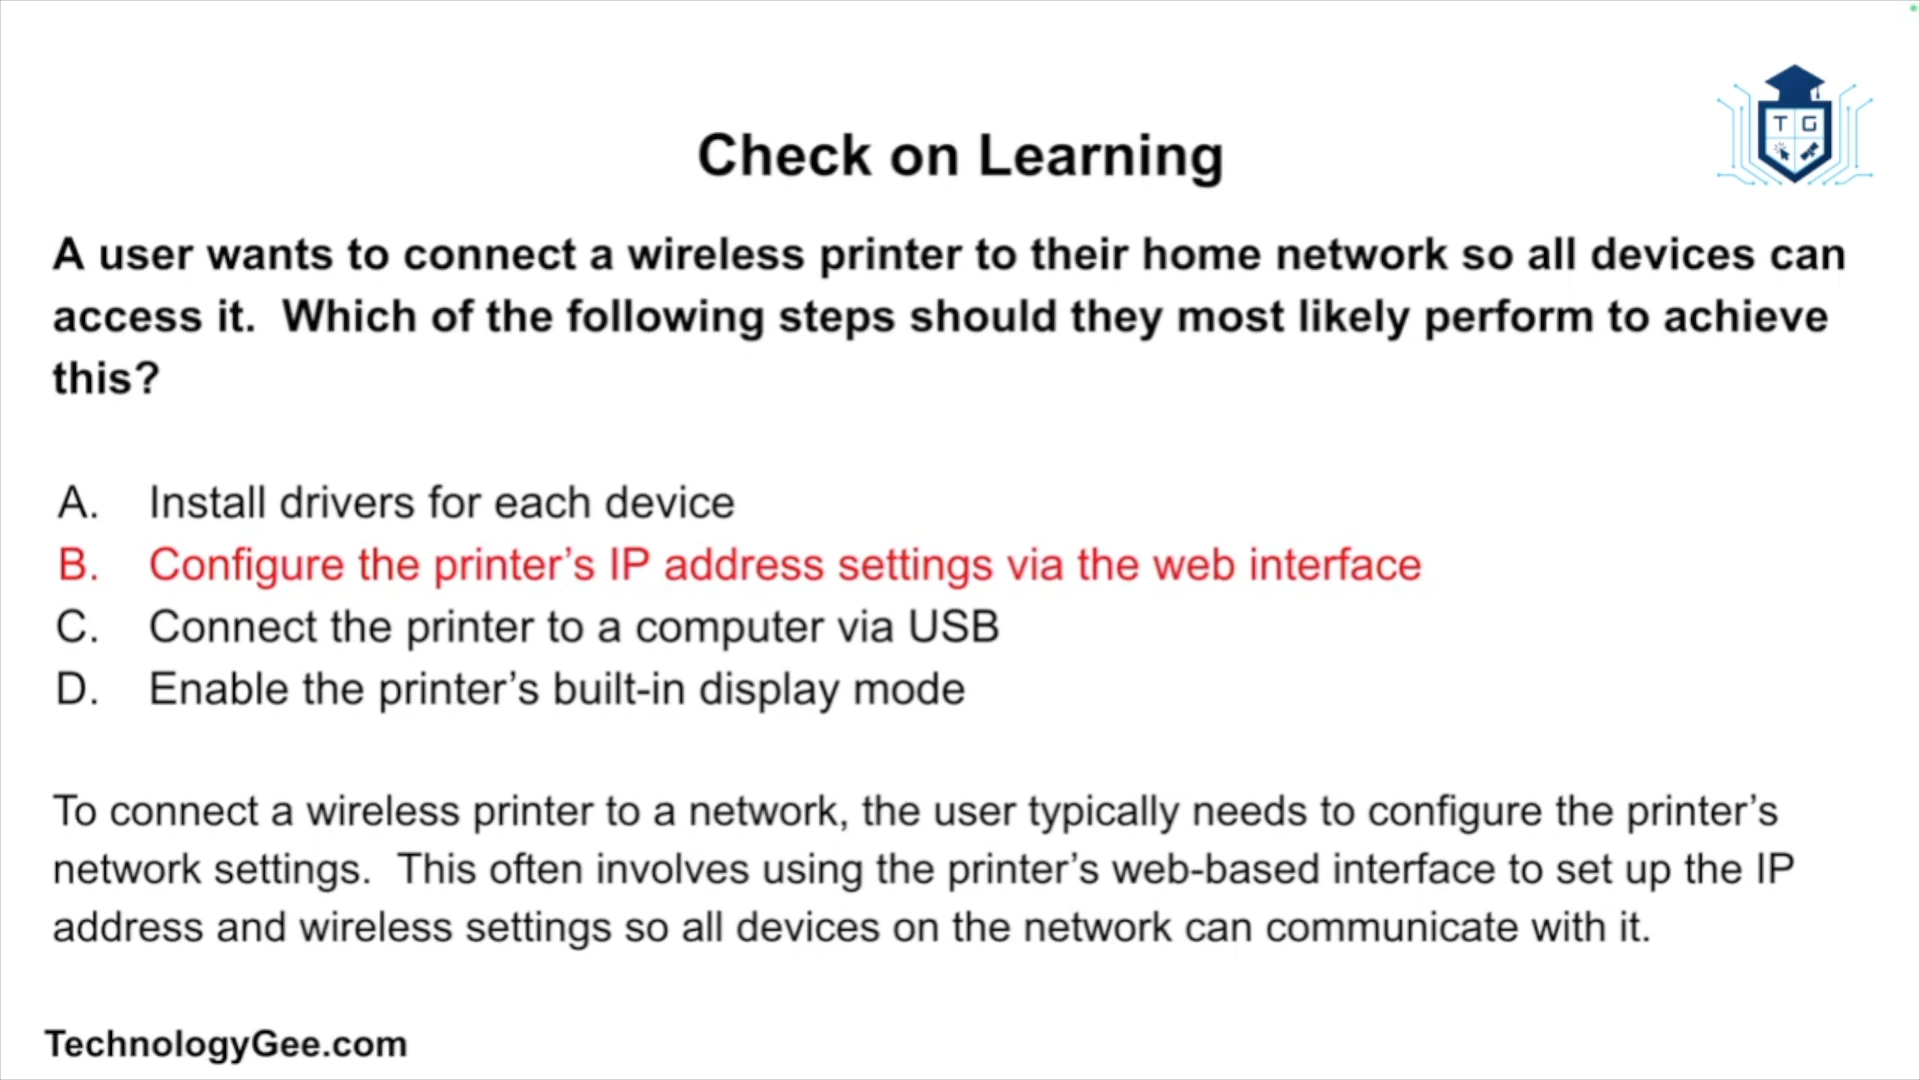 T G
Check on Learning
A user wants to connect a wireless printer to their home network so all devices can
access it.  Which of the following steps should they most likely perform to achieve
this?
A. Install drivers for each device
B. Configure the printer’s IP address settings via the web interface
C. Connect the printer to a computer via USB
D. Enable the printer’s built-in display mode
To connect a wireless printer to a network, the user typically needs to configure the printer’s
network settings.  This often involves using the printer’s web-based interface to set up the IP
address and wireless settings so all devices on the network can communicate with it.
TechnologyGee.com